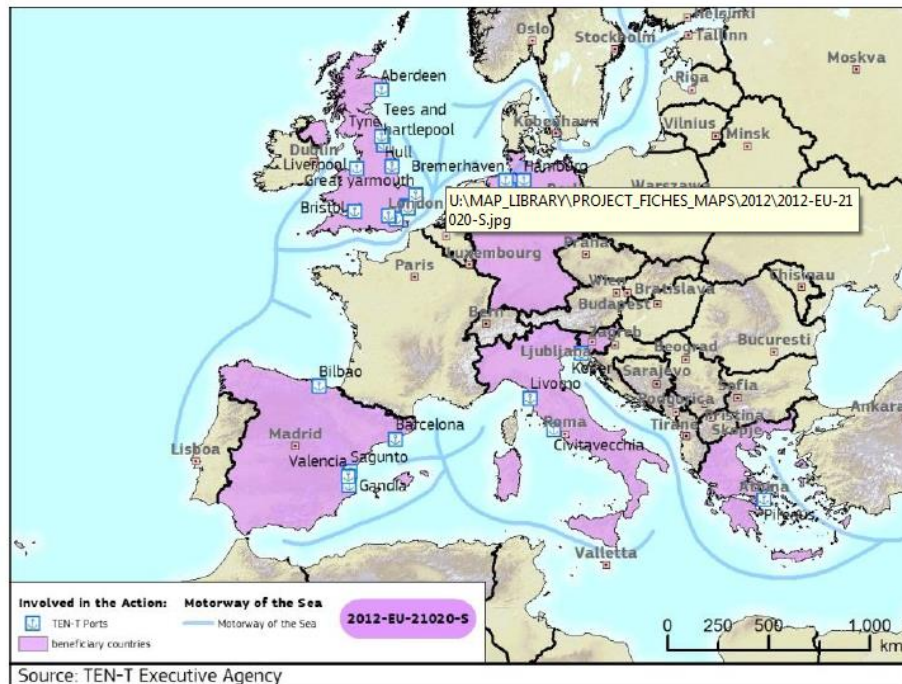 Helsinki
Oslo
Stockholm
Tallinn
Moskva
Aberdeen
Riga
Tees and
hartlepool
Tyne
København
Vilnius
Minsk
Dublin
Hull
Liverpool
Bremerhaven
Hamburg
Great yarmouth
Warszawa
Bristol
London
U:\MAP_LIBRARY\PROJECT_FICHES_MAPS\2012\2012-EU-21
020-S.jpg
Luxembourg
Praha
Paris
Chisinau
Wien
Bratislava
Budapest
Bern
Zagreb
Ljubljana
Koper
Beograd
Bucuresti
Bilbao
Livorno
Sarajevo
Podgorica
Sofia
Pristina
Skopje
Ankara
Roma
Tirane
Barcelona
Civitavecchia
Lisboa
Madrid
Valencia
Sagunto
Gandia
Athina
Pireaus
Valletta
Involved in the Action:
TEN-T Ports
beneficiary countries
Motorway of the Sea
Motorway of the Sea
2012-EU-21020-S
0 250 500 1,000
km
Source: TEN-T Executive Agency